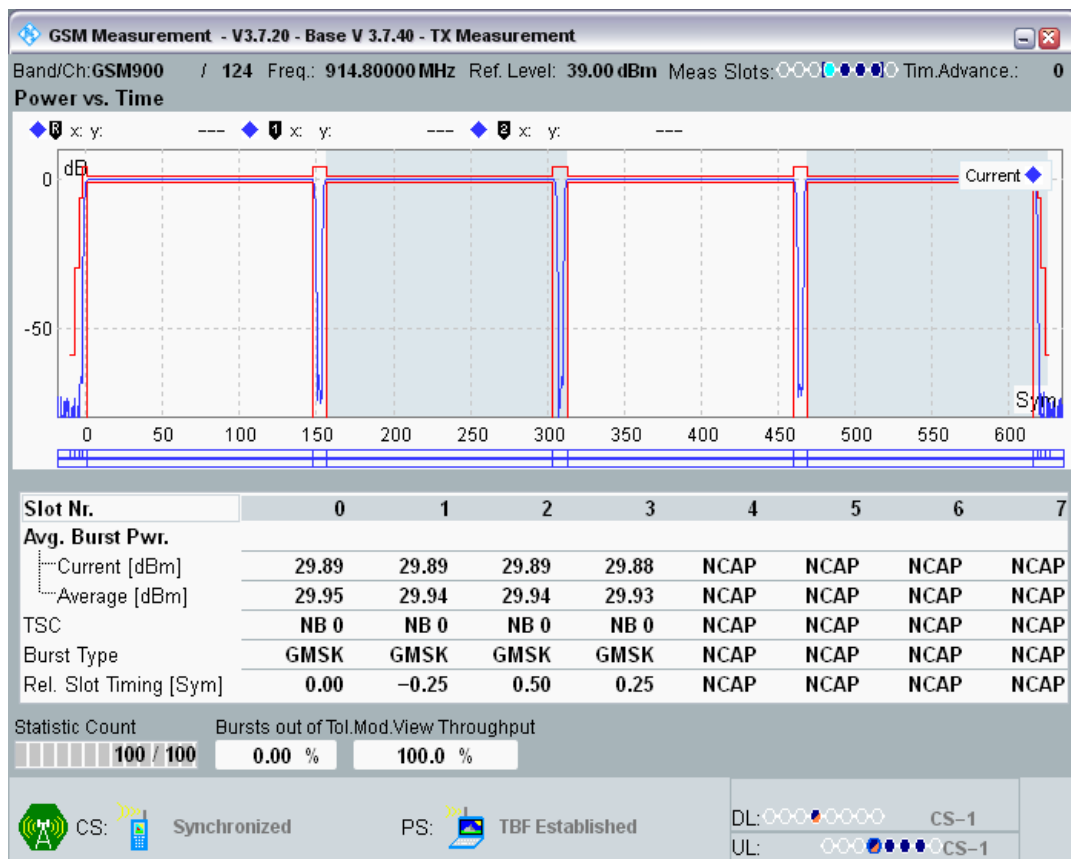 GSM Measurement - V3.7.20 - Base V 3.7.40 - TX Measurement
Band/Ch:GSM900 / 124 Freq.: 914.80000 MHz Ref. Level: 39.00 dBm Meas Slots: Tim.Advance.: 0
Power vs. Time
R x: y: --- 1 x: y: --- 2 x: y: ---
dB
Current
0
-50
Sym
0 50 100 150 200 250 300 350 400 450 500 550 600
Slot Nr. 0 1 2 3 4 5 6 7
Avg. Burst Pwr.
Current [dBm] 29.89 29.89 29.89 29.88 NCAP NCAP NCAP NCAP
Average [dBm] 29.95 29.94 29.94 29.93 NCAP NCAP NCAP NCAP
TSC NB 0 NB 0 NB 0 NB 0 NCAP NCAP NCAP NCAP
Burst Type GMSK GMSK GMSK GMSK NCAP NCAP NCAP NCAP
Rel. Slot Timing [Sym] 0.00 −0.25 0.50 0.25 NCAP NCAP NCAP NCAP
Statistic Count Bursts out of Tol.Mod.View Throughput
100 / 100 0.00 % 100.0 %
CS: Synchronized PS: TBF Established DL: CS−1
UL: CS−1